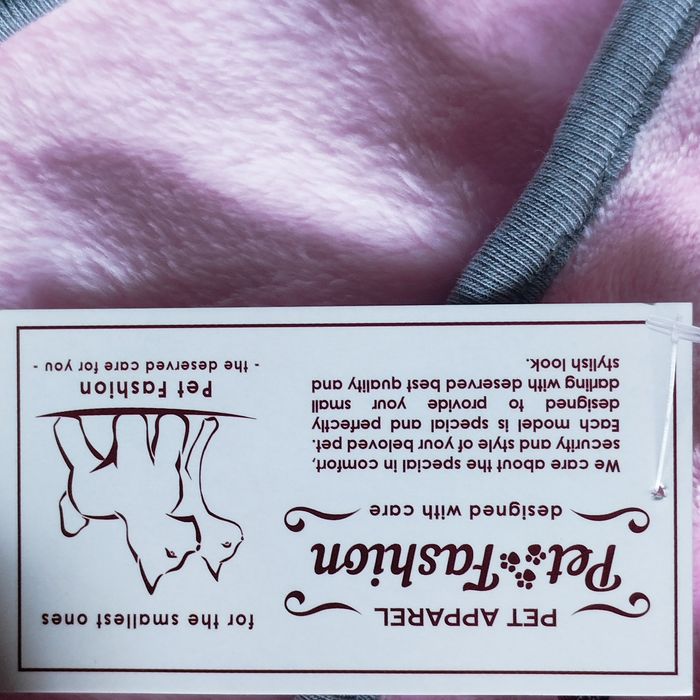 PET APPAREL
Pet Fashion
designed with care
We care about the special in comfort,
security and style of your beloved pet.
Each model is special and perfectly
designed to provide your small
darling with deserved best quality and
stylish look.
for the smallest ones
Pet Fashion
- the deserved care for you -